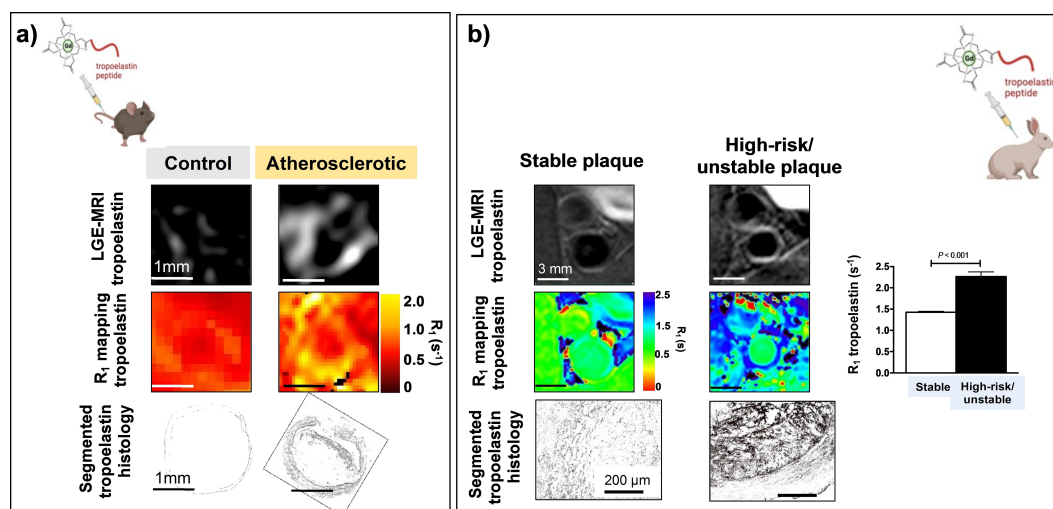 a)
Gd
tropoelastin
peptide
Control
Atherosclerotic
LGE-MRI
tropoelastin
1mm
R₁ mapping
tropoelastin
2.0
1.0
0
R₁ (s⁻¹)
Segmented
tropoelastin
histology
1mm
b)
Gd
tropoelastin
peptide
Stable plaque
High-risk/
unstable plaque
LGE-MRI
tropoelastin
3 mm
R₁ mapping
tropoelastin
2.5
1.5
0.5
0
R₁ (s)
Segmented
tropoelastin
histology
200 µm
R₁ tropoelastin (s⁻¹)
P < 0.001
2.5
2.0
1.5
1.0
0.5
0.0
Stable
High-risk/
unstable